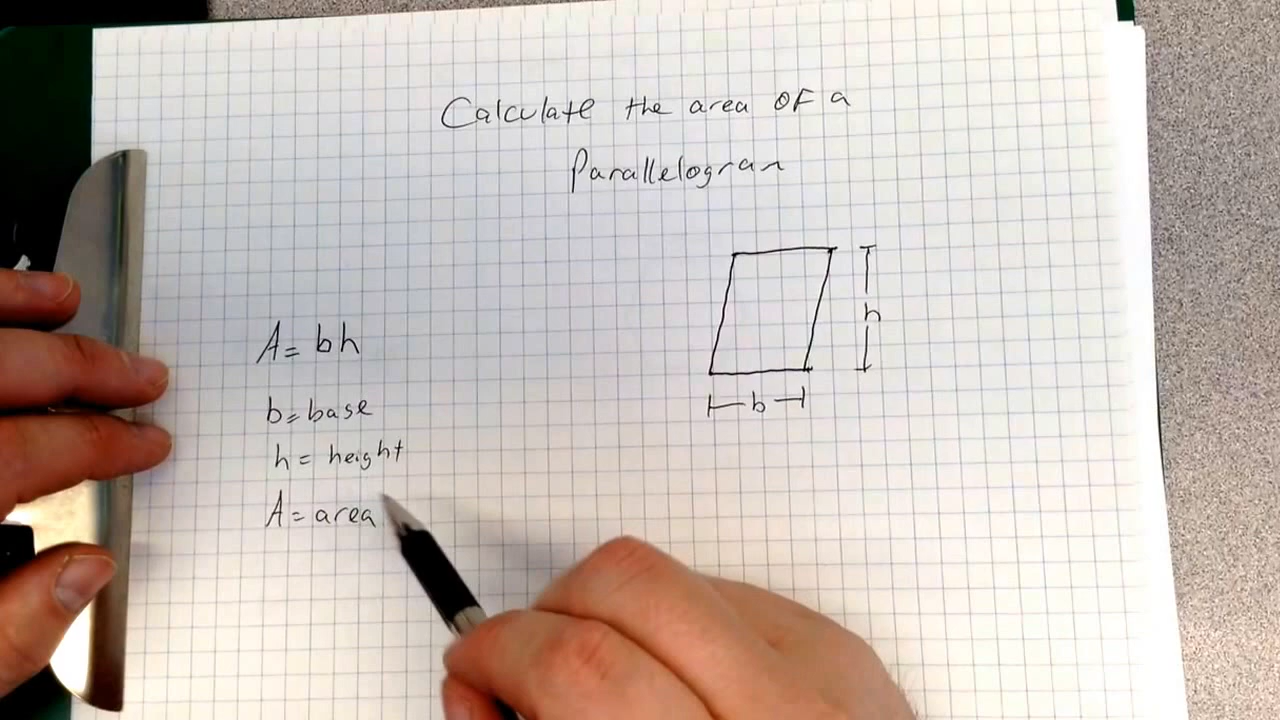 Calculate the area of a
Parallelogram
A = bh
b = base
h = height
A = area
h
b